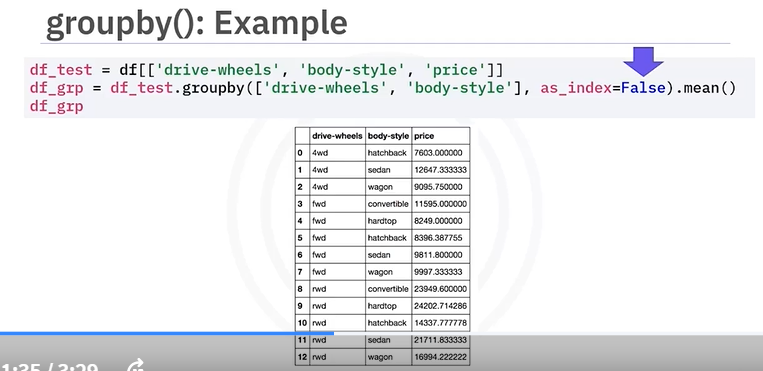 groupby(): Example
df_test = df[['drive-wheels', 'body-style', 'price']]
df_grp = df_test.groupby(['drive-wheels', 'body-style'], as_index=False).mean()
df_grp
drive-wheels body-style price
0 4wd hatchback 7603.000000
1 4wd sedan 12647.333333
2 4wd wagon 9095.750000
3 fwd convertible 11595.000000
4 fwd hardtop 8249.000000
5 fwd hatchback 8396.387755
6 fwd sedan 9811.800000
7 fwd wagon 9997.333333
8 rwd convertible 23949.600000
9 rwd hardtop 24202.714286
10 rwd hatchback 14337.777778
11 rwd sedan 21711.833333
12 rwd wagon 16994.222222
1:35 / 3:29